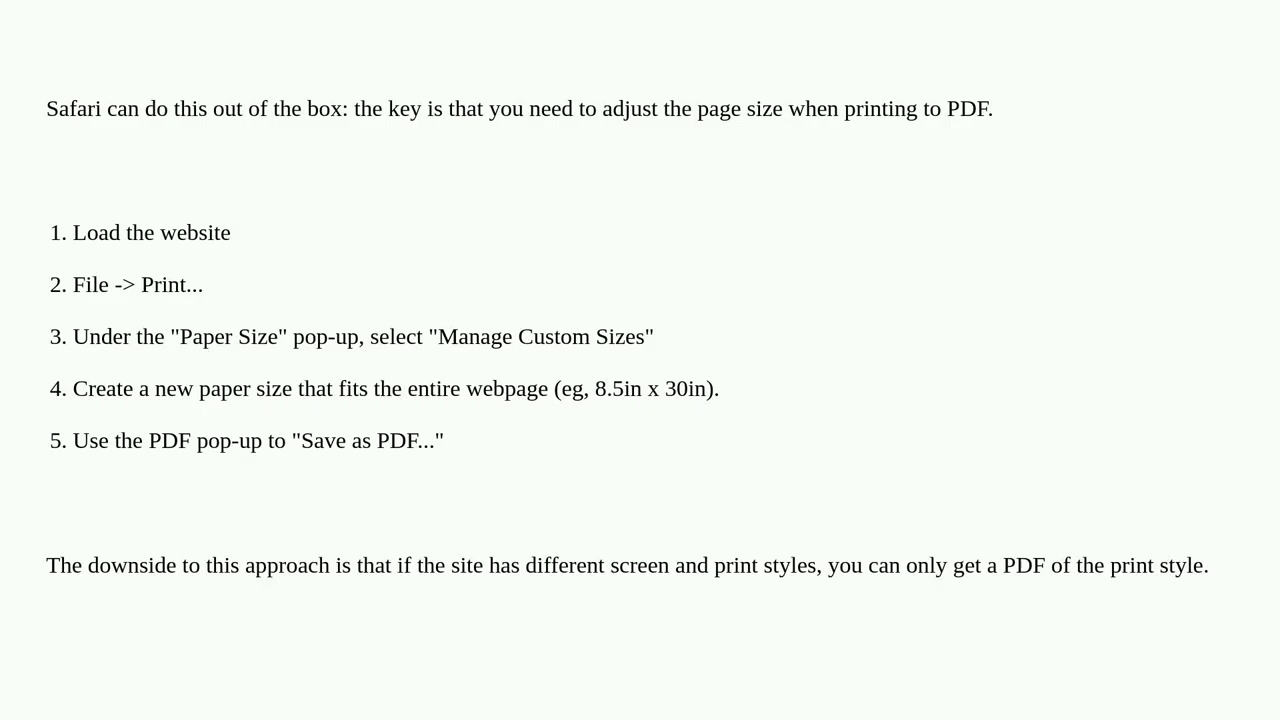 Safari can do this out of the box: the key is that you need to adjust the page size when printing to PDF.
1. Load the website
2. File -> Print...
3. Under the "Paper Size" pop-up, select "Manage Custom Sizes"
4. Create a new paper size that fits the entire webpage (eg, 8.5in x 30in).
5. Use the PDF pop-up to "Save as PDF..."
The downside to this approach is that if the site has different screen and print styles, you can only get a PDF of the print style.